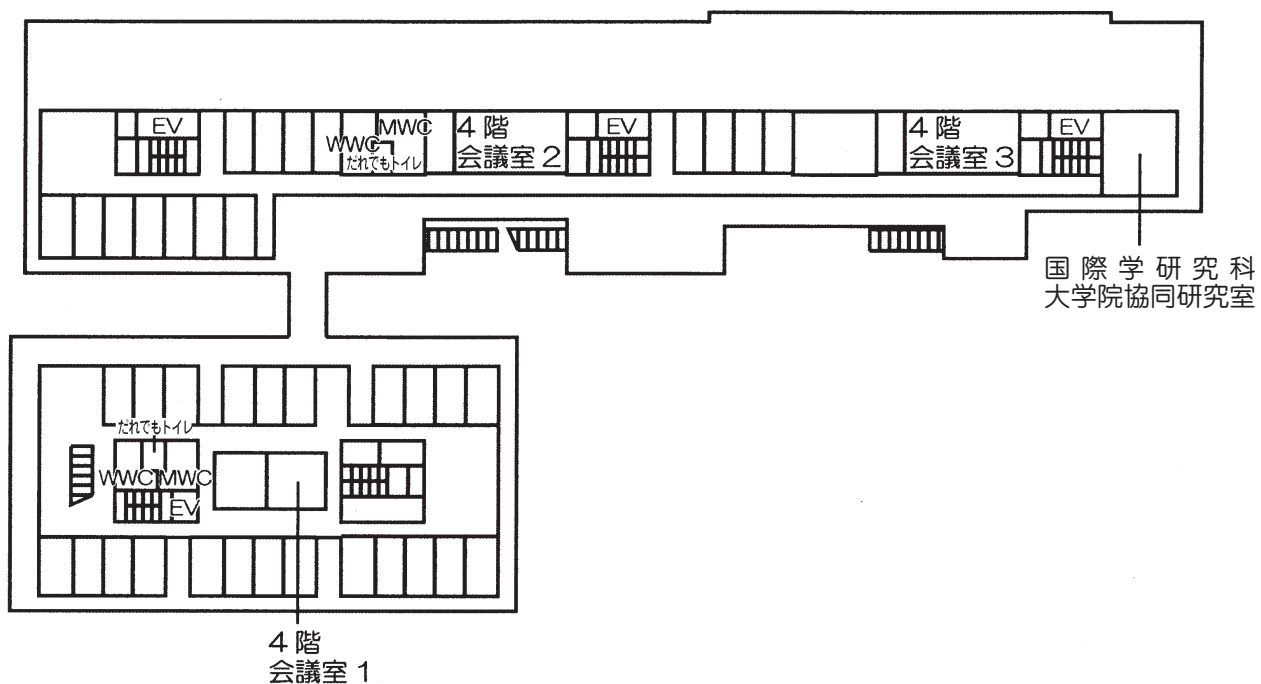 EV
MWC
WWC
だれでもトイレ
4階
会議室2
EV
4階
会議室3
EV
国際学研究科
大学院協同研究室
だれでもトイレ
WWC
MWC
EV
4階
会議室1